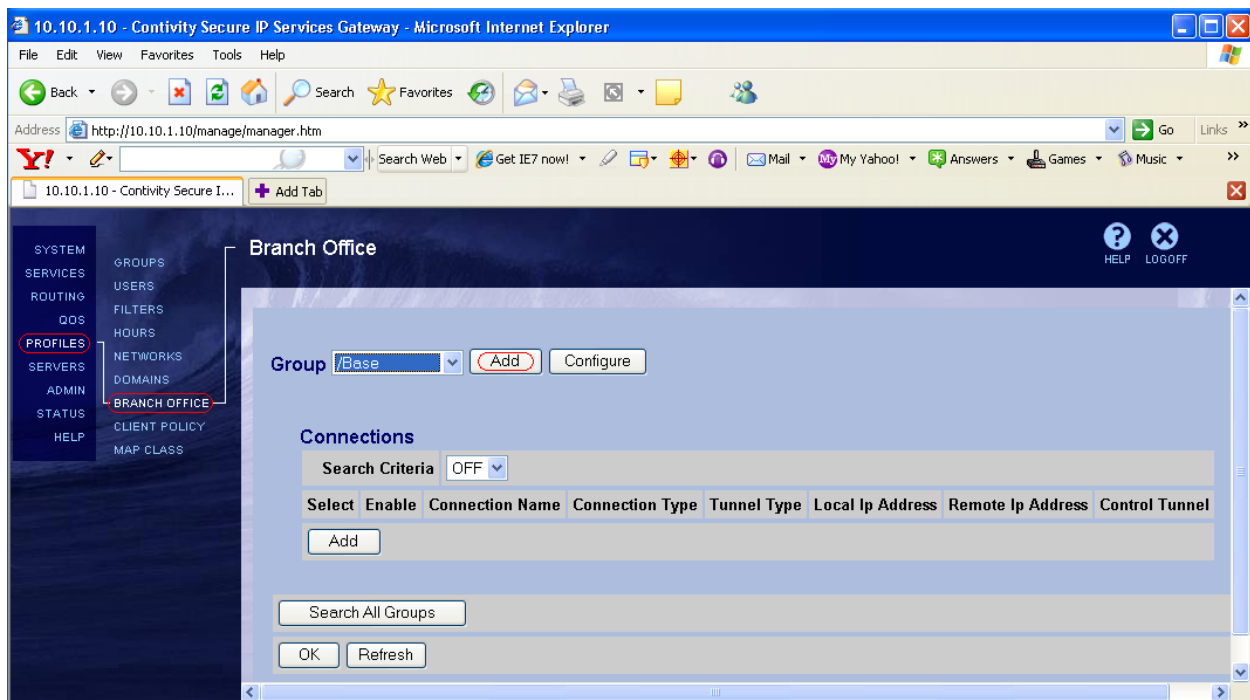 10.10.1.10 - Contivity Secure IP Services Gateway - Microsoft Internet Explorer
File Edit View Favorites Tools Help
Back Search Favorites
Address http://10.10.1.10/manage/manager.htm Go Links »
Y! Search Web Get IE7 now! Mail My Yahoo! Answers Games Music »
10.10.1.10 - Contivity Secure I... Add Tab
SYSTEM
SERVICES
ROUTING
QOS
PROFILES
SERVERS
ADMIN
STATUS
HELP
GROUPS
USERS
FILTERS
HOURS
NETWORKS
DOMAINS
BRANCH OFFICE
CLIENT POLICY
MAP CLASS
Branch Office
HELP LOGOFF
Group /Base Add Configure
Connections
Search Criteria OFF
Select Enable Connection Name Connection Type Tunnel Type Local Ip Address Remote Ip Address Control Tunnel
Add
Search All Groups
OK Refresh